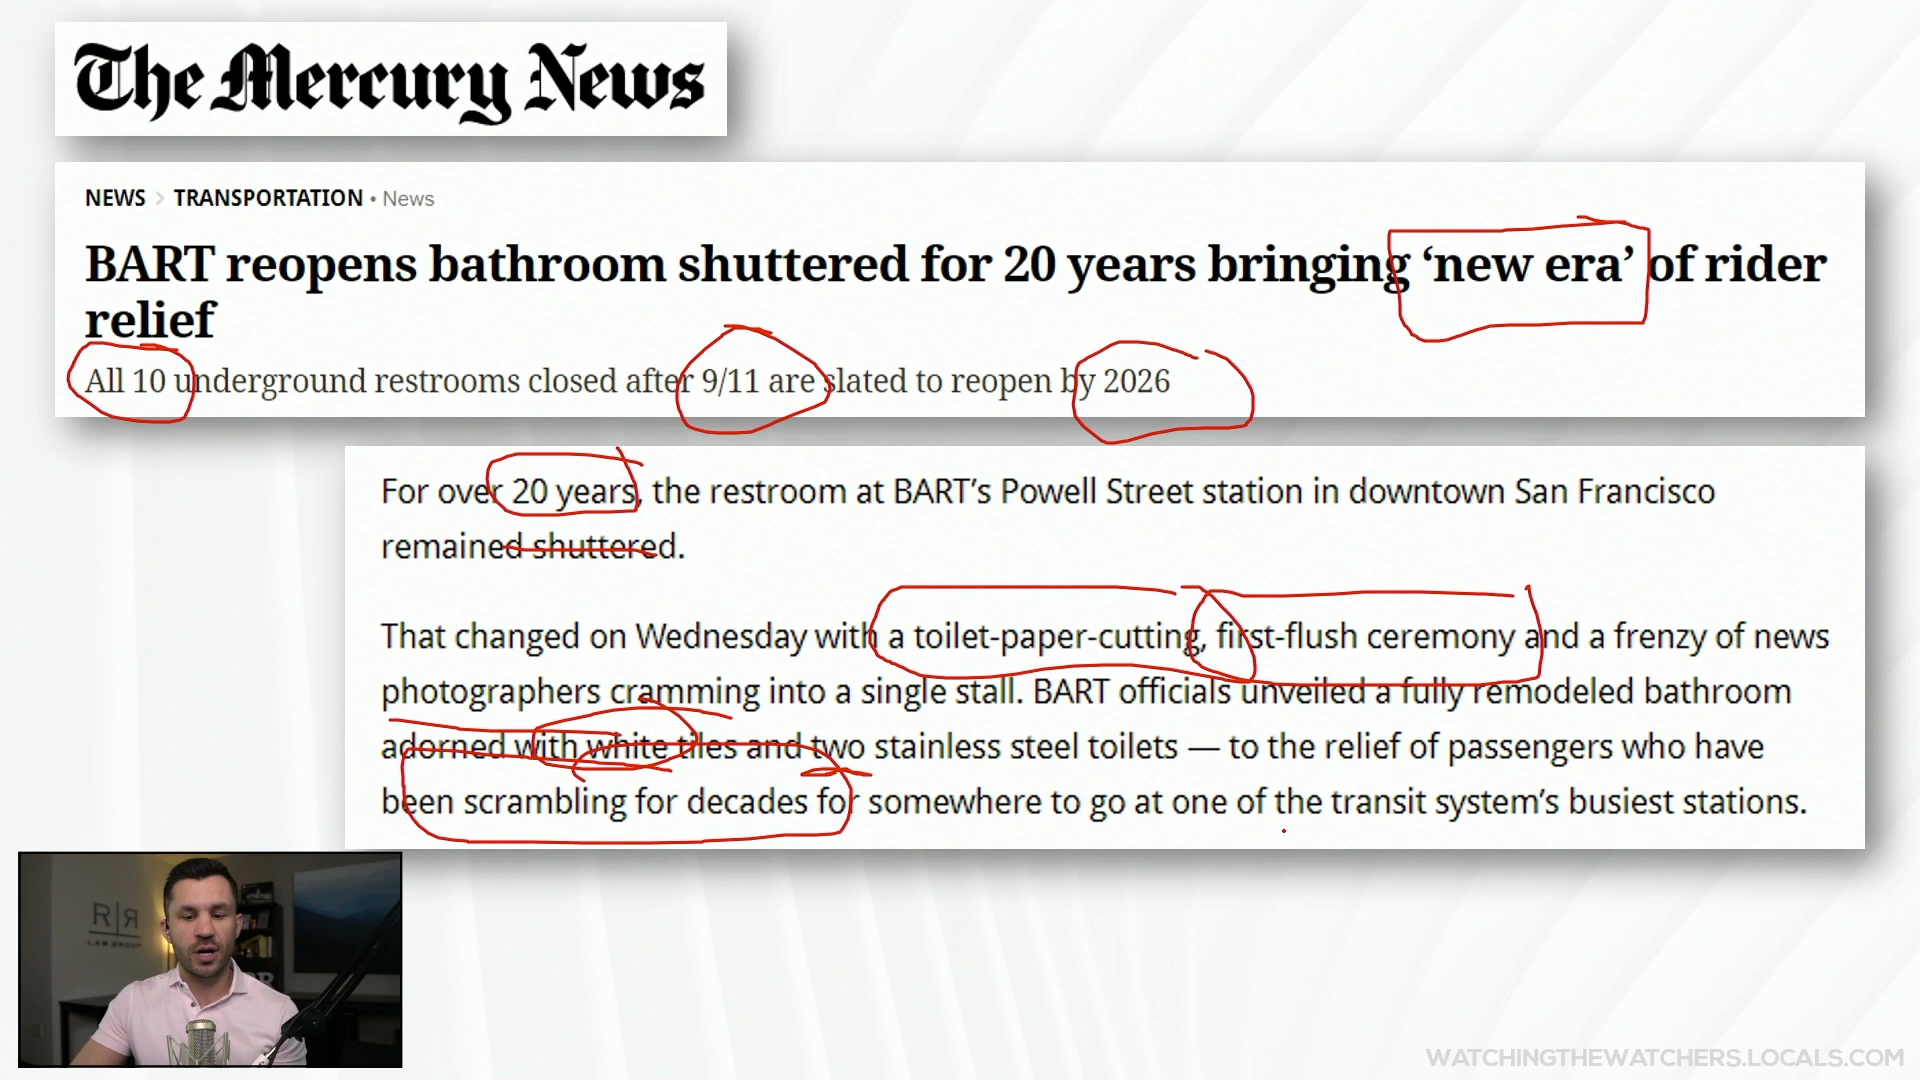 The Mercury News
NEWS > TRANSPORTATION • News
BART reopens bathroom shuttered for 20 years bringing ‘new era’ of rider
relief
All 10 underground restrooms closed after 9/11 are slated to reopen by 2026
For over 20 years, the restroom at BART’s Powell Street station in downtown San Francisco
remained shuttered.
That changed on Wednesday with a toilet-paper-cutting, first-flush ceremony and a frenzy of news
photographers cramming into a single stall. BART officials unveiled a fully remodeled bathroom
adorned with white tiles and two stainless steel toilets — to the relief of passengers who have
been scrambling for decades for somewhere to go at one of the transit system’s busiest stations.
R|R
LAW GROUP
WATCHINGTHEWATCHERS.LOCALS.COM